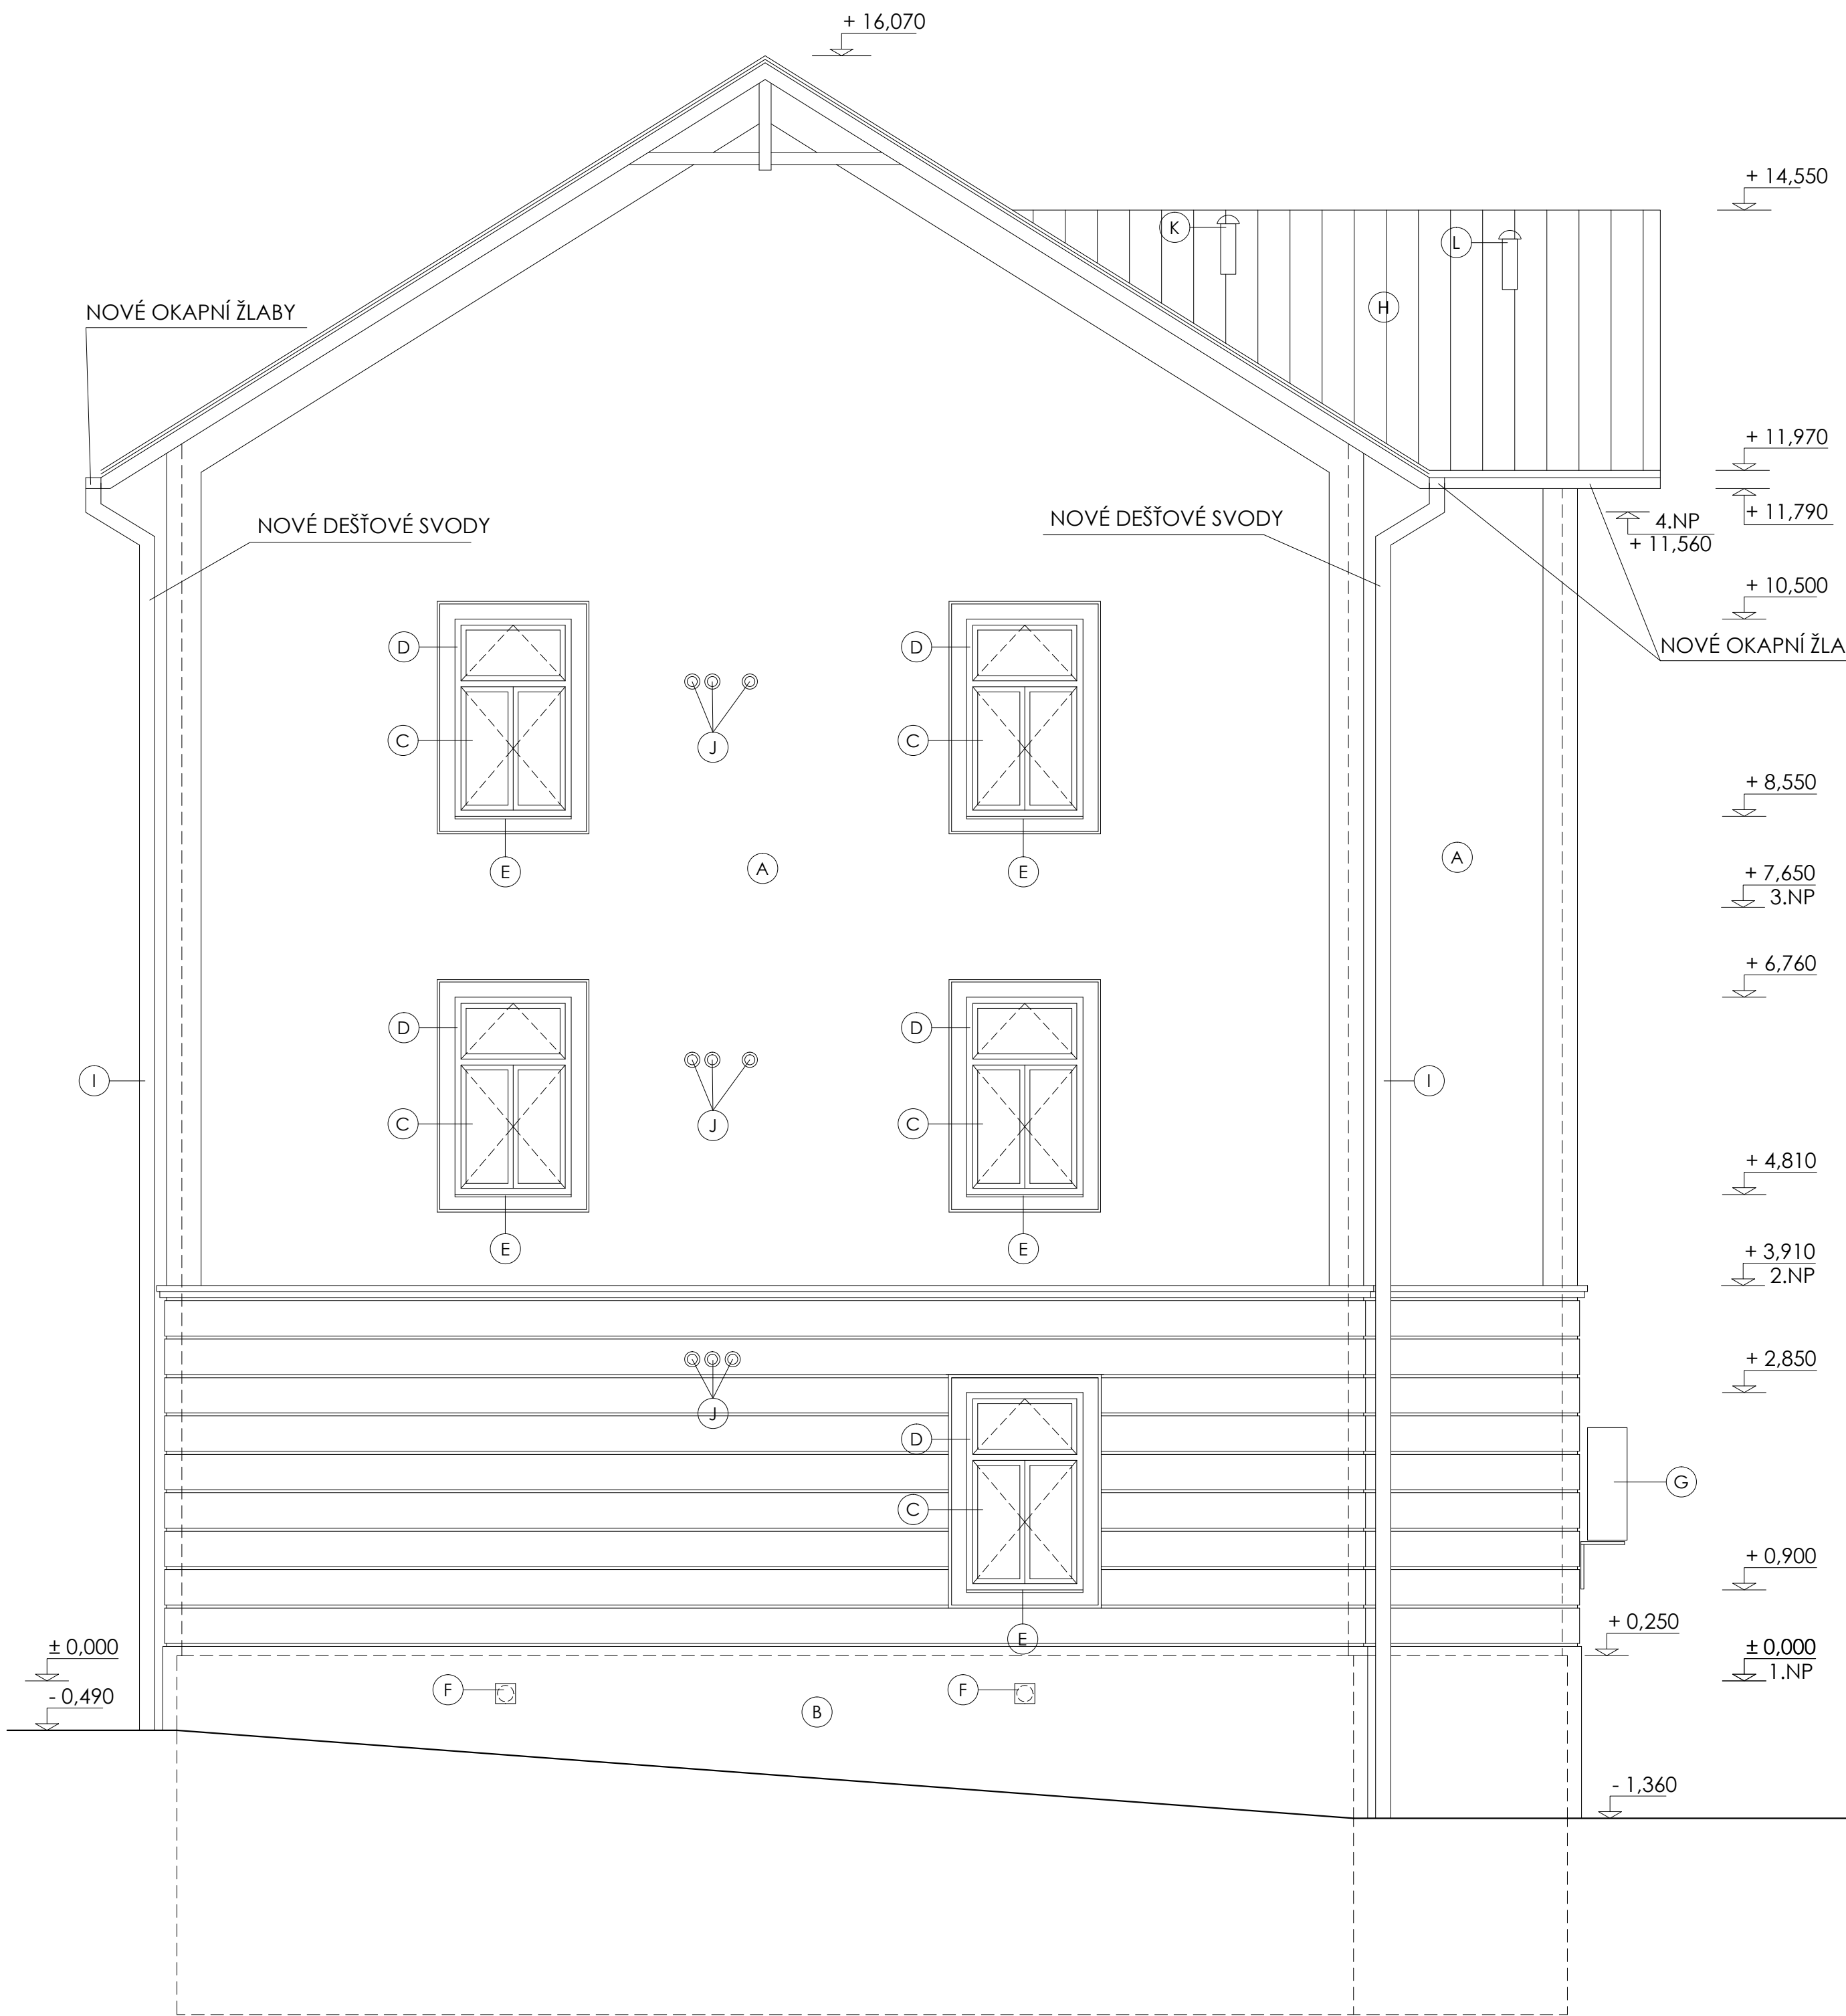 + 16,070
+ 14,550
K
L
H
NOVÉ OKAPNÍ ŽLABY
+ 11,970
NOVÉ DEŠŤOVÉ SVODY
NOVÉ DEŠŤOVÉ SVODY
+ 11,790
4.NP
+ 11,560
+ 10,500
NOVÉ OKAPNÍ ŽLA
D
D
C
J
C
+ 8,550
E
A
E
A
+ 7,650
3.NP
+ 6,760
D
D
I
I
C
J
C
+ 4,810
E
E
+ 3,910
2.NP
+ 2,850
J
D
G
C
+ 0,900
E
+ 0,250
± 0,000
± 0,000
1.NP
- 0,490
F
F
B
- 1,360